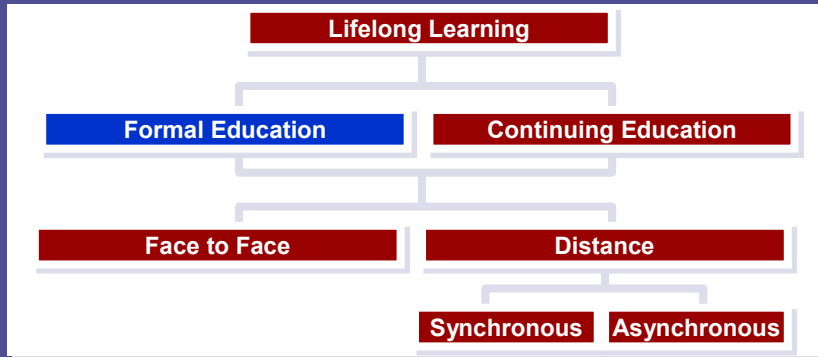 Lifelong Learning
Formal Education
Continuing Education
Face to Face
Distance
Synchronous
Asynchronous